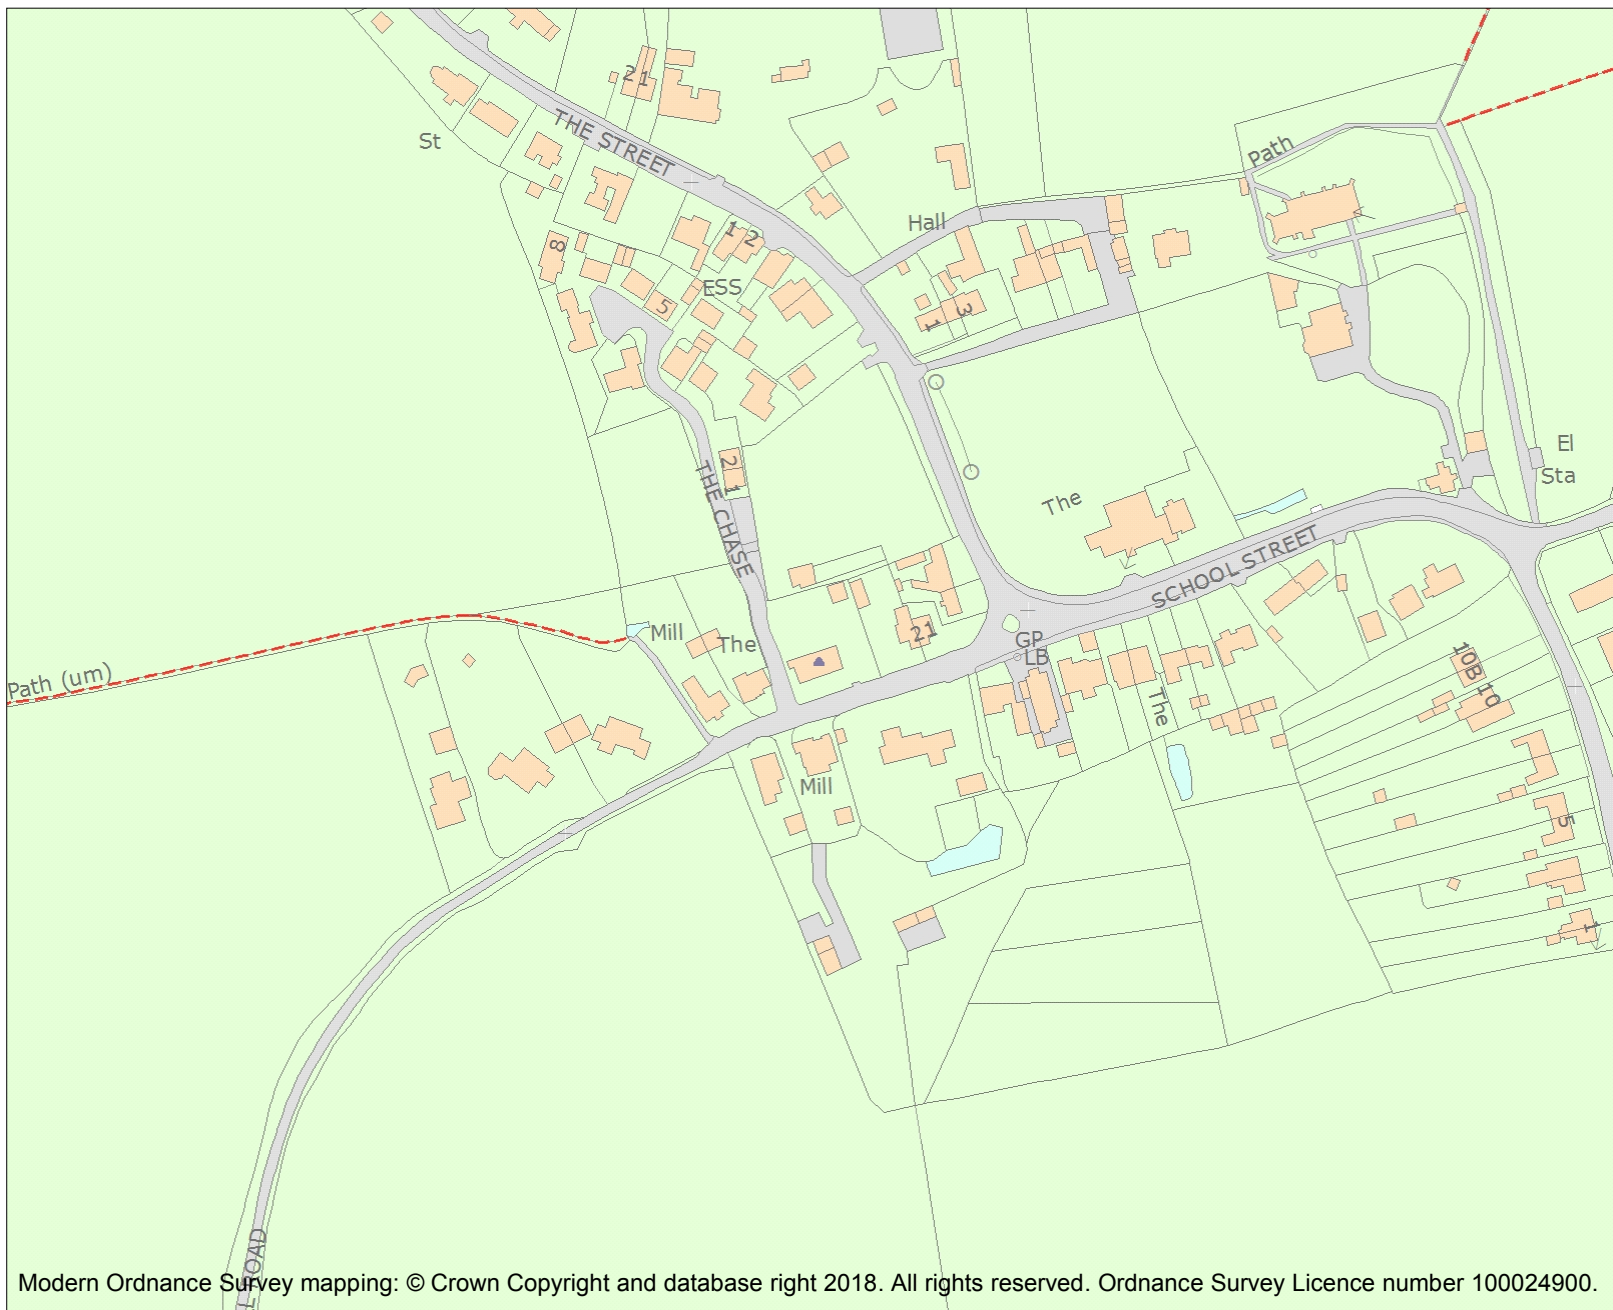 21
St
THE STREET
Path
Hall
8
1 2
ESS
5
1
3
El
Sta
21
THE CHASE
The
SCHOOL STREET
Mill
The
21
GP
LB
Path (um)
The
10B 10
Mill
5
1
L ROAD
Modern Ordnance Survey mapping: © Crown Copyright and database right 2018. All rights reserved. Ordnance Survey Licence number 100024900.